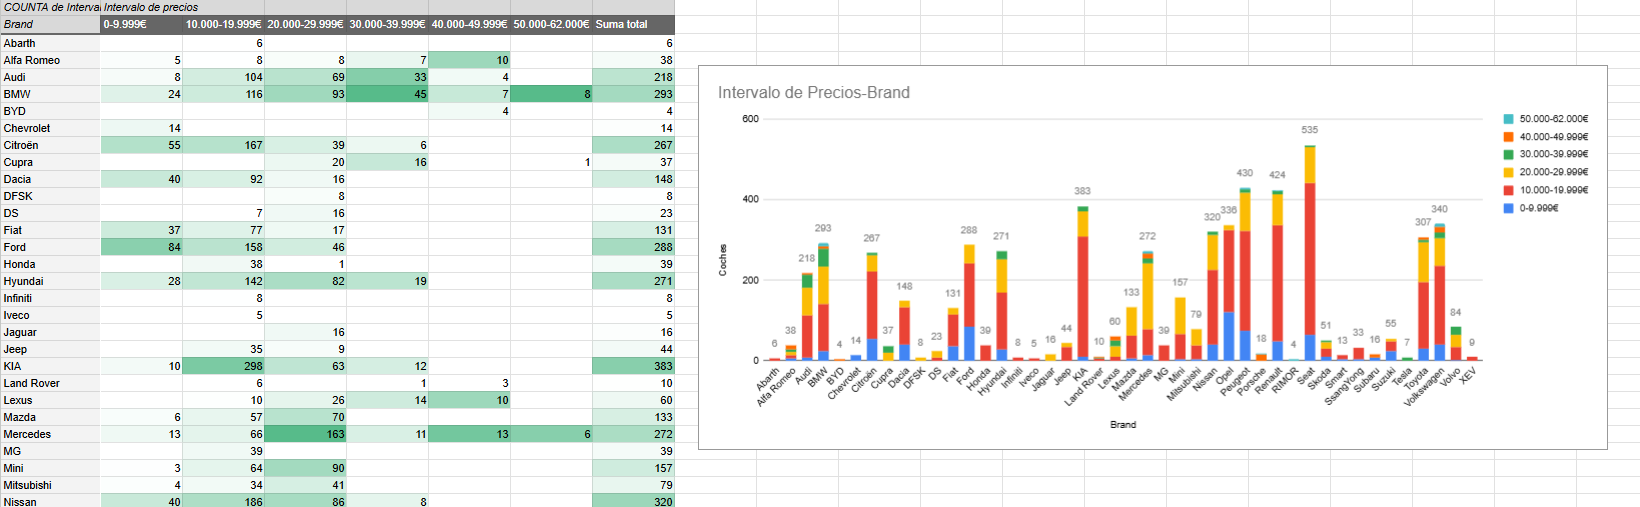 COUNTA de Interval Intervalo de precios
Brand 0-9.999€ 10.000-19.999€ 20.000-29.999€ 30.000-39.999€ 40.000-49.999€ 50.000-62.000€ Suma total
Abarth 6 6
Alfa Romeo 5 8 8 7 10 38
Audi 8 104 69 33 4 218
BMW 24 116 93 45 7 8 293
BYD 4 4
Chevrolet 14 14
Citroën 55 167 39 6 267
Cupra 20 16 1 37
Dacia 40 92 16 148
DFSK 8 8
DS 7 16 23
Fiat 37 77 17 131
Ford 84 158 46 288
Honda 38 1 39
Hyundai 28 142 82 19 271
Infiniti 8 8
Iveco 5 5
Jaguar 16 16
Jeep 35 9 44
KIA 10 298 63 12 383
Land Rover 6 1 3 10
Lexus 10 26 14 10 60
Mazda 6 57 70 133
Mercedes 13 66 163 11 13 6 272
MG 39 39
Mini 3 64 90 157
Mitsubishi 4 34 41 79
Nissan 40 186 86 8 320
Intervalo de Precios-Brand
600
400
200
0
Coches
6 38 218 293 4 14 267 37 148 8 23 131 288 39 271 8 5 16 44 383 10 60 133 272 39 157 79 320 336 430 18 424 4 535 51 13 33 16 55 7 307 340 84 9
Abarth
Alfa Romeo
Audi
BMW
BYD
Chevrolet
Citroën
Cupra
Dacia
DFSK
DS
Fiat
Ford
Honda
Hyundai
Infiniti
Iveco
Jaguar
Jeep
KIA
Land Rover
Lexus
Mazda
Mercedes
MG
Mini
Mitsubishi
Nissan
Opel
Peugeot
Porsche
Renault
RIMOR
Seat
Skoda
Smart
SsangYong
Subaru
Suzuki
Tesla
Toyota
Volkswagen
Volvo
XEV
Brand
50.000-62.000€
40.000-49.999€
30.000-39.999€
20.000-29.999€
10.000-19.999€
0-9.999€